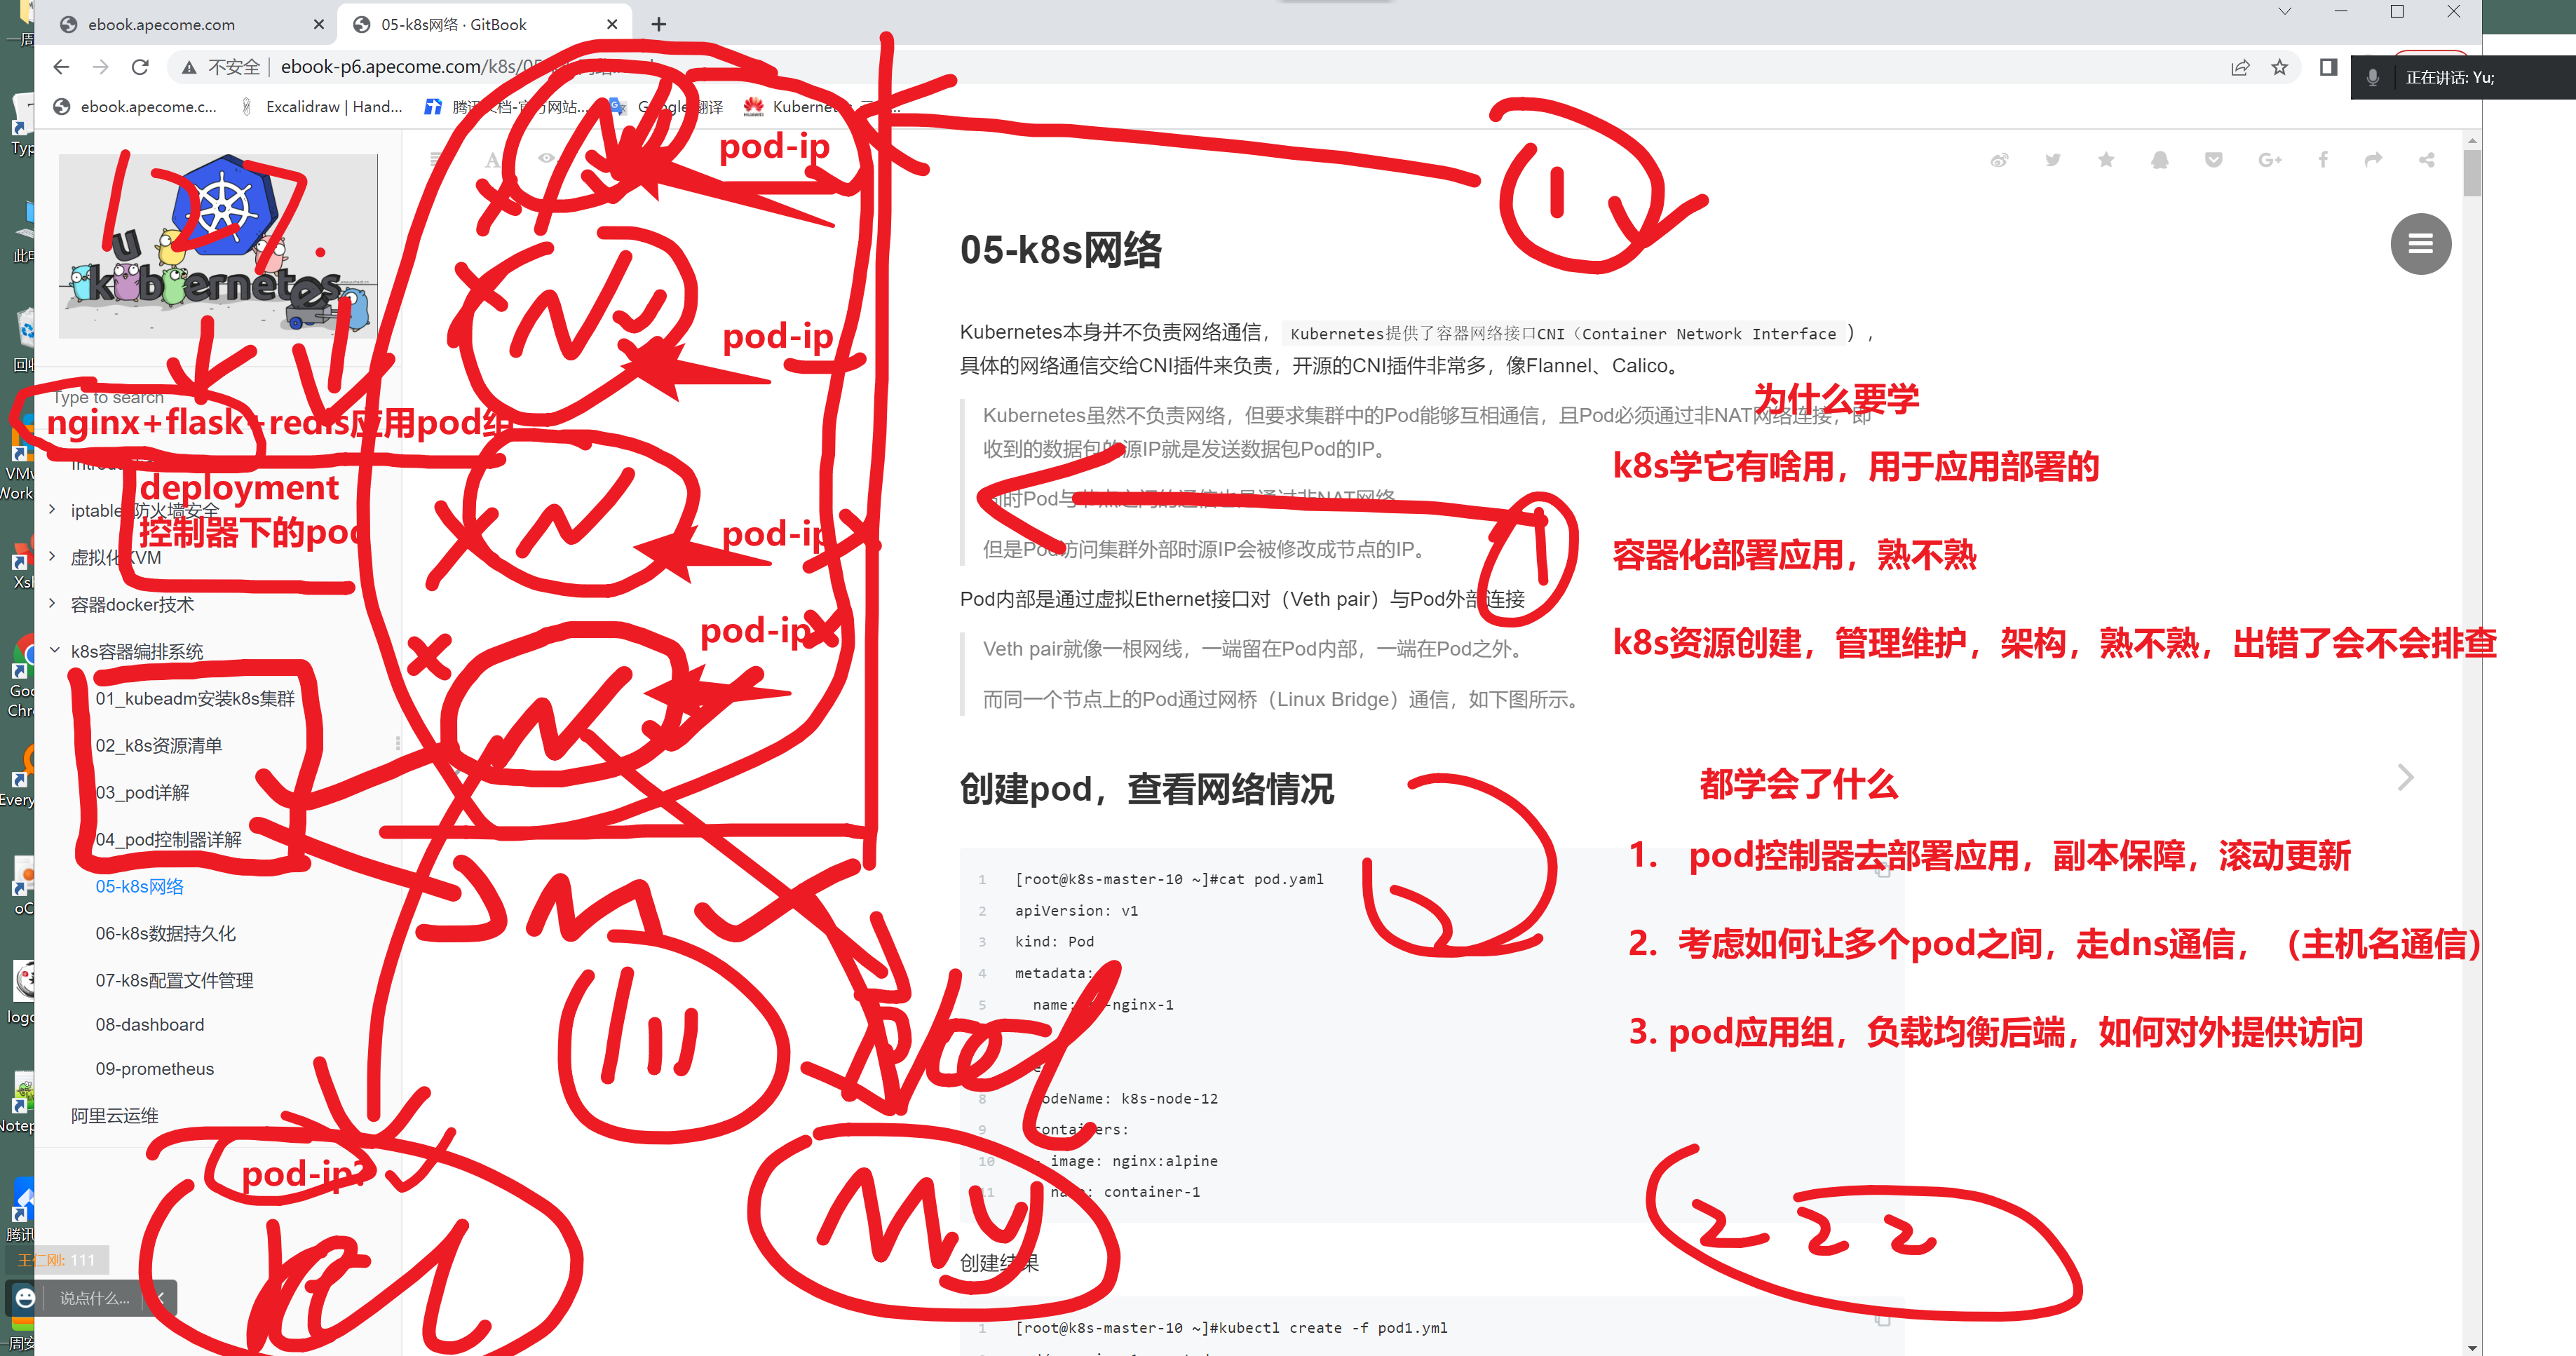 ebook.apecome.com
05-k8s网络 · GitBook
不安全
ebook-p6.apecome.com/k8s/05
正在讲话: Yu;
ebook.apecome.c...
Excalidraw | Hand...
pod-ip
127.
kubernetes
05-k8s网络
Kubernetes本身并不负责网络通信，Kubernetes提供了容器网络接口CNI（Container Network Interface），
具体的网络通信交给CNI插件来负责，开源的CNI插件非常多，像Flannel、Calico。
pod-ip
Type to search
nginx+flask+redis应用pod组
为什么要学
Kubernetes虽然不负责网络，但要求集群中的Pod能够互相通信，且Pod必须通过非NAT网络连接，即
收到的数据包的源IP就是发送数据包Pod的IP。
k8s学它有啥用，用于应用部署的
deployment
控制器下的pod
同时Pod与节点之间的通信也是通过非NAT网络
但是Pod访问集群外部时源IP会被修改成节点的IP。
pod-ip
iptables防火墙安全
虚拟化KVM
容器化部署应用，熟不熟
容器docker技术
Pod内部是通过虚拟Ethernet接口对（Veth pair）与Pod外部连接
pod-ip
k8s容器编排系统
Veth pair就像一根网线，一端留在Pod内部，一端在Pod之外。
k8s资源创建，管理维护，架构，熟不熟，出错了会不会排查
01_kubeadm安装k8s集群
而同一个节点上的Pod通过网桥（Linux Bridge）通信，如下图所示。
02_k8s资源清单
03_pod详解
04_pod控制器详解
05-k8s网络
06-k8s数据持久化
07-k8s配置文件管理
08-dashboard
09-prometheus
阿里云运维
创建pod，查看网络情况
都学会了什么
1. pod控制器去部署应用，副本保障，滚动更新
2. 考虑如何让多个pod之间，走dns通信，（主机名通信）
3. pod应用组，负载均衡后端，如何对外提供访问
1 [root@k8s-master-10 ~]#cat pod.yaml
2 apiVersion: v1
3 kind: Pod
4 metadata:
5 name: -nginx-1
8 nodeName: k8s-node-12
9 containers:
10 image: nginx:alpine
11 name: container-1
pod-ip?
My
222
王仁刚: 111
说点什么...
创建结果
1 [root@k8s-master-10 ~]#kubectl create -f pod1.yml